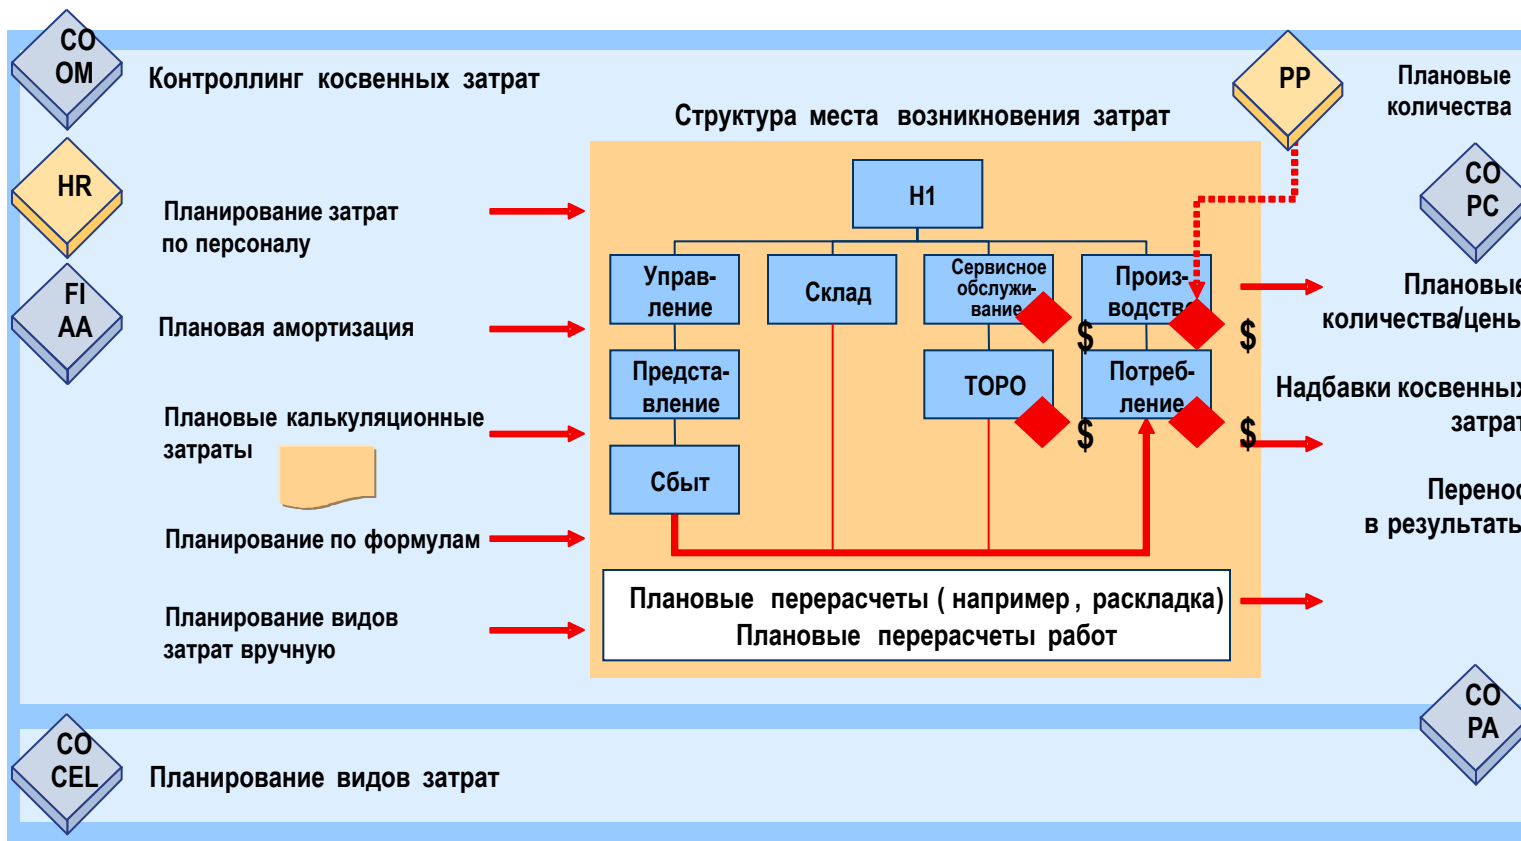 CO
OM
Контроллинг косвенных затрат
PP
Плановые
количества
Структура места возникновения затрат
HR
Планирование затрат
по персоналу
H1
CO
PC
FI
AA
Плановая амортизация
Управ-
ление
Склад
Сервисное
обслужи-
вание
Произ-
водство
$
$
Плановые
количества/цены
Предста-
вление
ТОРО
Потреб-
ление
$
$
Надбавки косвенных
затрат
Плановые калькуляционные
затраты
Сбыт
Перенос
в результаты
Планирование по формулам
Планирование видов
затрат вручную
Плановые перерасчеты ( например , раскладка)
Плановые перерасчеты работ
CO
PA
CO
CEL
Планирование видов затрат